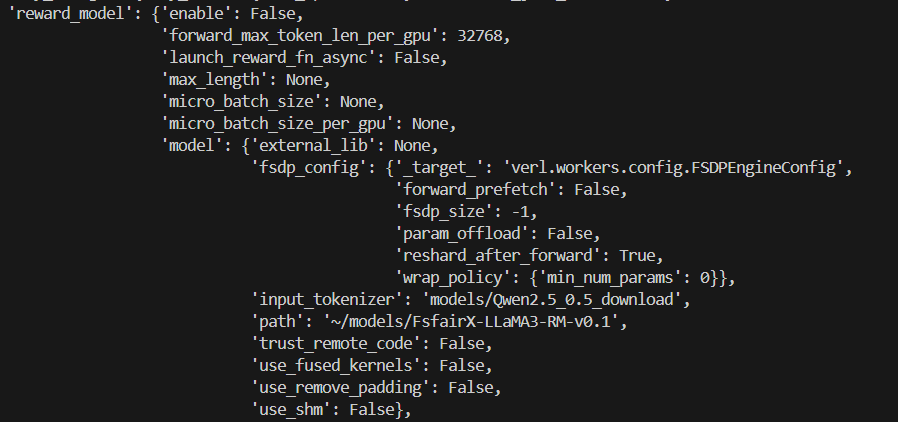 'reward_model': {'enable': False,
'forward_max_token_len_per_gpu': 32768,
'launch_reward_fn_async': False,
'max_length': None,
'micro_batch_size': None,
'micro_batch_size_per_gpu': None,
'model': {'external_lib': None,
'fsdp_config': {'_target_': 'verl.workers.config.FSDPEngineConfig',
'forward_prefetch': False,
'fsdp_size': -1,
'param_offload': False,
'reshard_after_forward': True,
'wrap_policy': {'min_num_params': 0}},
'input_tokenizer': 'models/Qwen2.5_0.5_download',
'path': '~/models/FsfairX-LLaMA3-RM-v0.1',
'trust_remote_code': False,
'use_fused_kernels': False,
'use_remove_padding': False,
'use_shm': False},